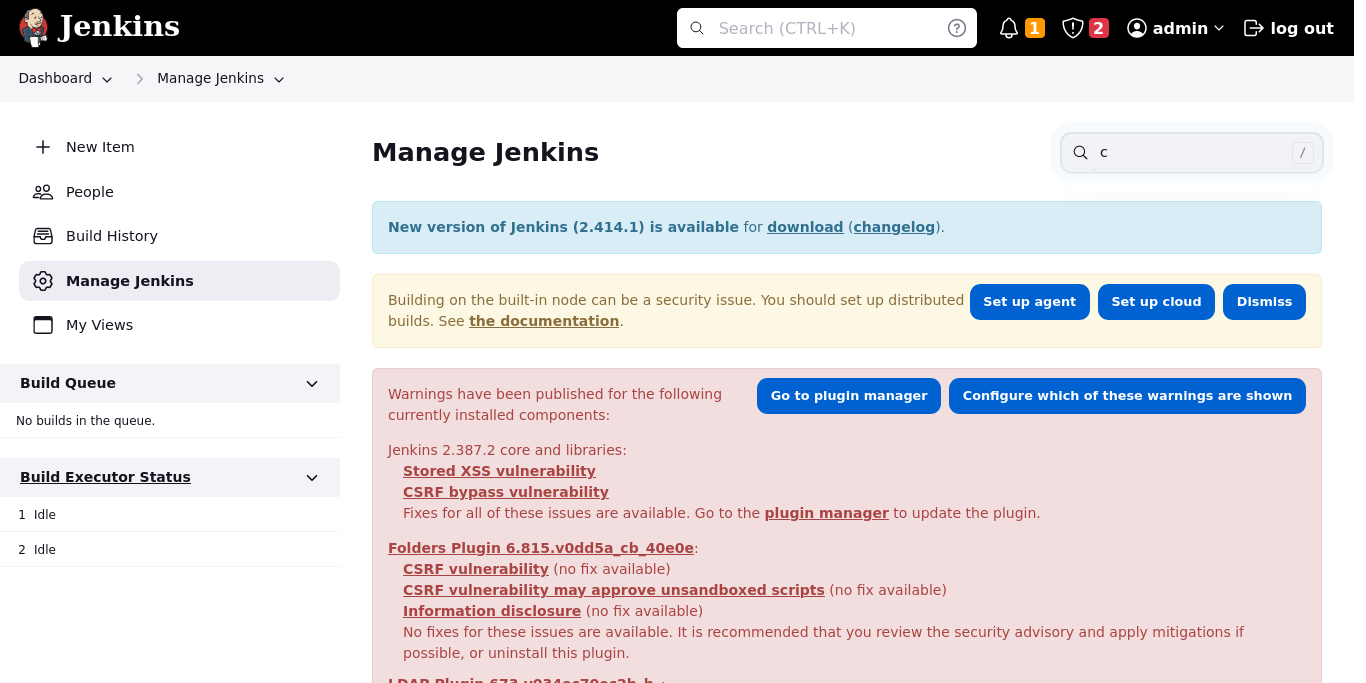 Jenkins
Search (CTRL+K)
1
2
admin
log out
Dashboard
Manage Jenkins
New Item
People
Build History
Manage Jenkins
My Views
Build Queue
No builds in the queue.
Build Executor Status
1 Idle
2 Idle
Manage Jenkins
c
/
New version of Jenkins (2.414.1) is available for download (changelog).
Building on the built-in node can be a security issue. You should set up distributed
builds. See the documentation.
Set up agent
Set up cloud
Dismiss
Warnings have been published for the following
currently installed components:
Go to plugin manager
Configure which of these warnings are shown
Jenkins 2.387.2 core and libraries:
Stored XSS vulnerability
CSRF bypass vulnerability
Fixes for all of these issues are available. Go to the plugin manager to update the plugin.
Folders Plugin 6.815.v0dd5a_cb_40e0e:
CSRF vulnerability (no fix available)
CSRF vulnerability may approve unsandboxed scripts (no fix available)
Information disclosure (no fix available)
No fixes for these issues are available. It is recommended that you review the security advisory and apply mitigations if
possible, or uninstall this plugin.
LDAP Plugin